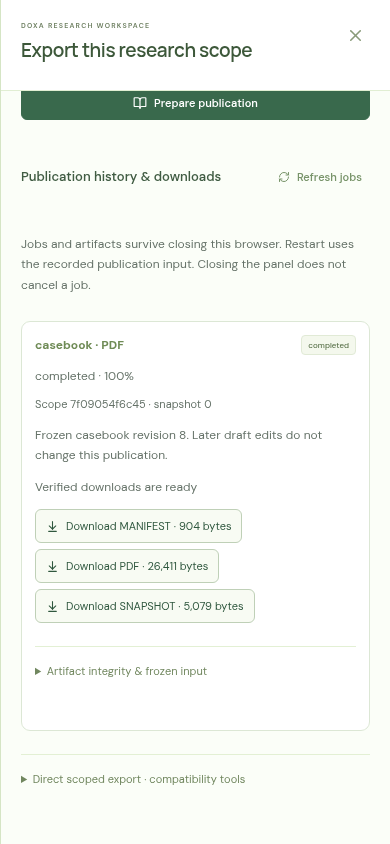 DOXA RESEARCH WORKSPACE
Export this research scope
Prepare publication
Publication history & downloads
Refresh jobs
Jobs and artifacts survive closing this browser. Restart uses
the recorded publication input. Closing the panel does not
cancel a job.
casebook · PDF
completed
completed · 100%
Scope 7f09054f6c45 · snapshot 0
Frozen casebook revision 8. Later draft edits do not
change this publication.
Verified downloads are ready
Download MANIFEST · 904 bytes
Download PDF · 26,411 bytes
Download SNAPSHOT · 5,079 bytes
Artifact integrity & frozen input
Direct scoped export · compatibility tools